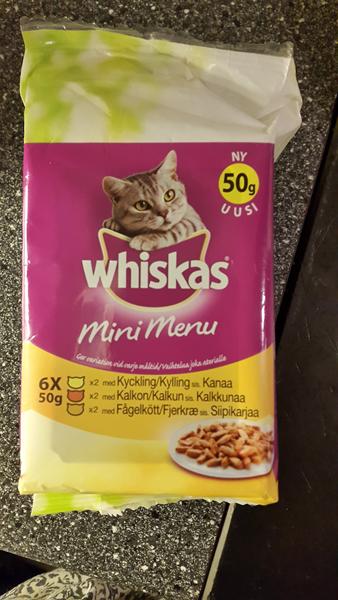 NY
50g
UUSI
whiskas
Mini Menu
Ger variation vid varje måltid/Vaihtelua joka aterialla
6X
50g
x2 med Kyckling/Kylling sis. Kanaa
x2 med Kalkon/Kalkun sis. Kalkkunaa
x2 med Fågelkött/Fjerkræ sis. Siipikarjaa